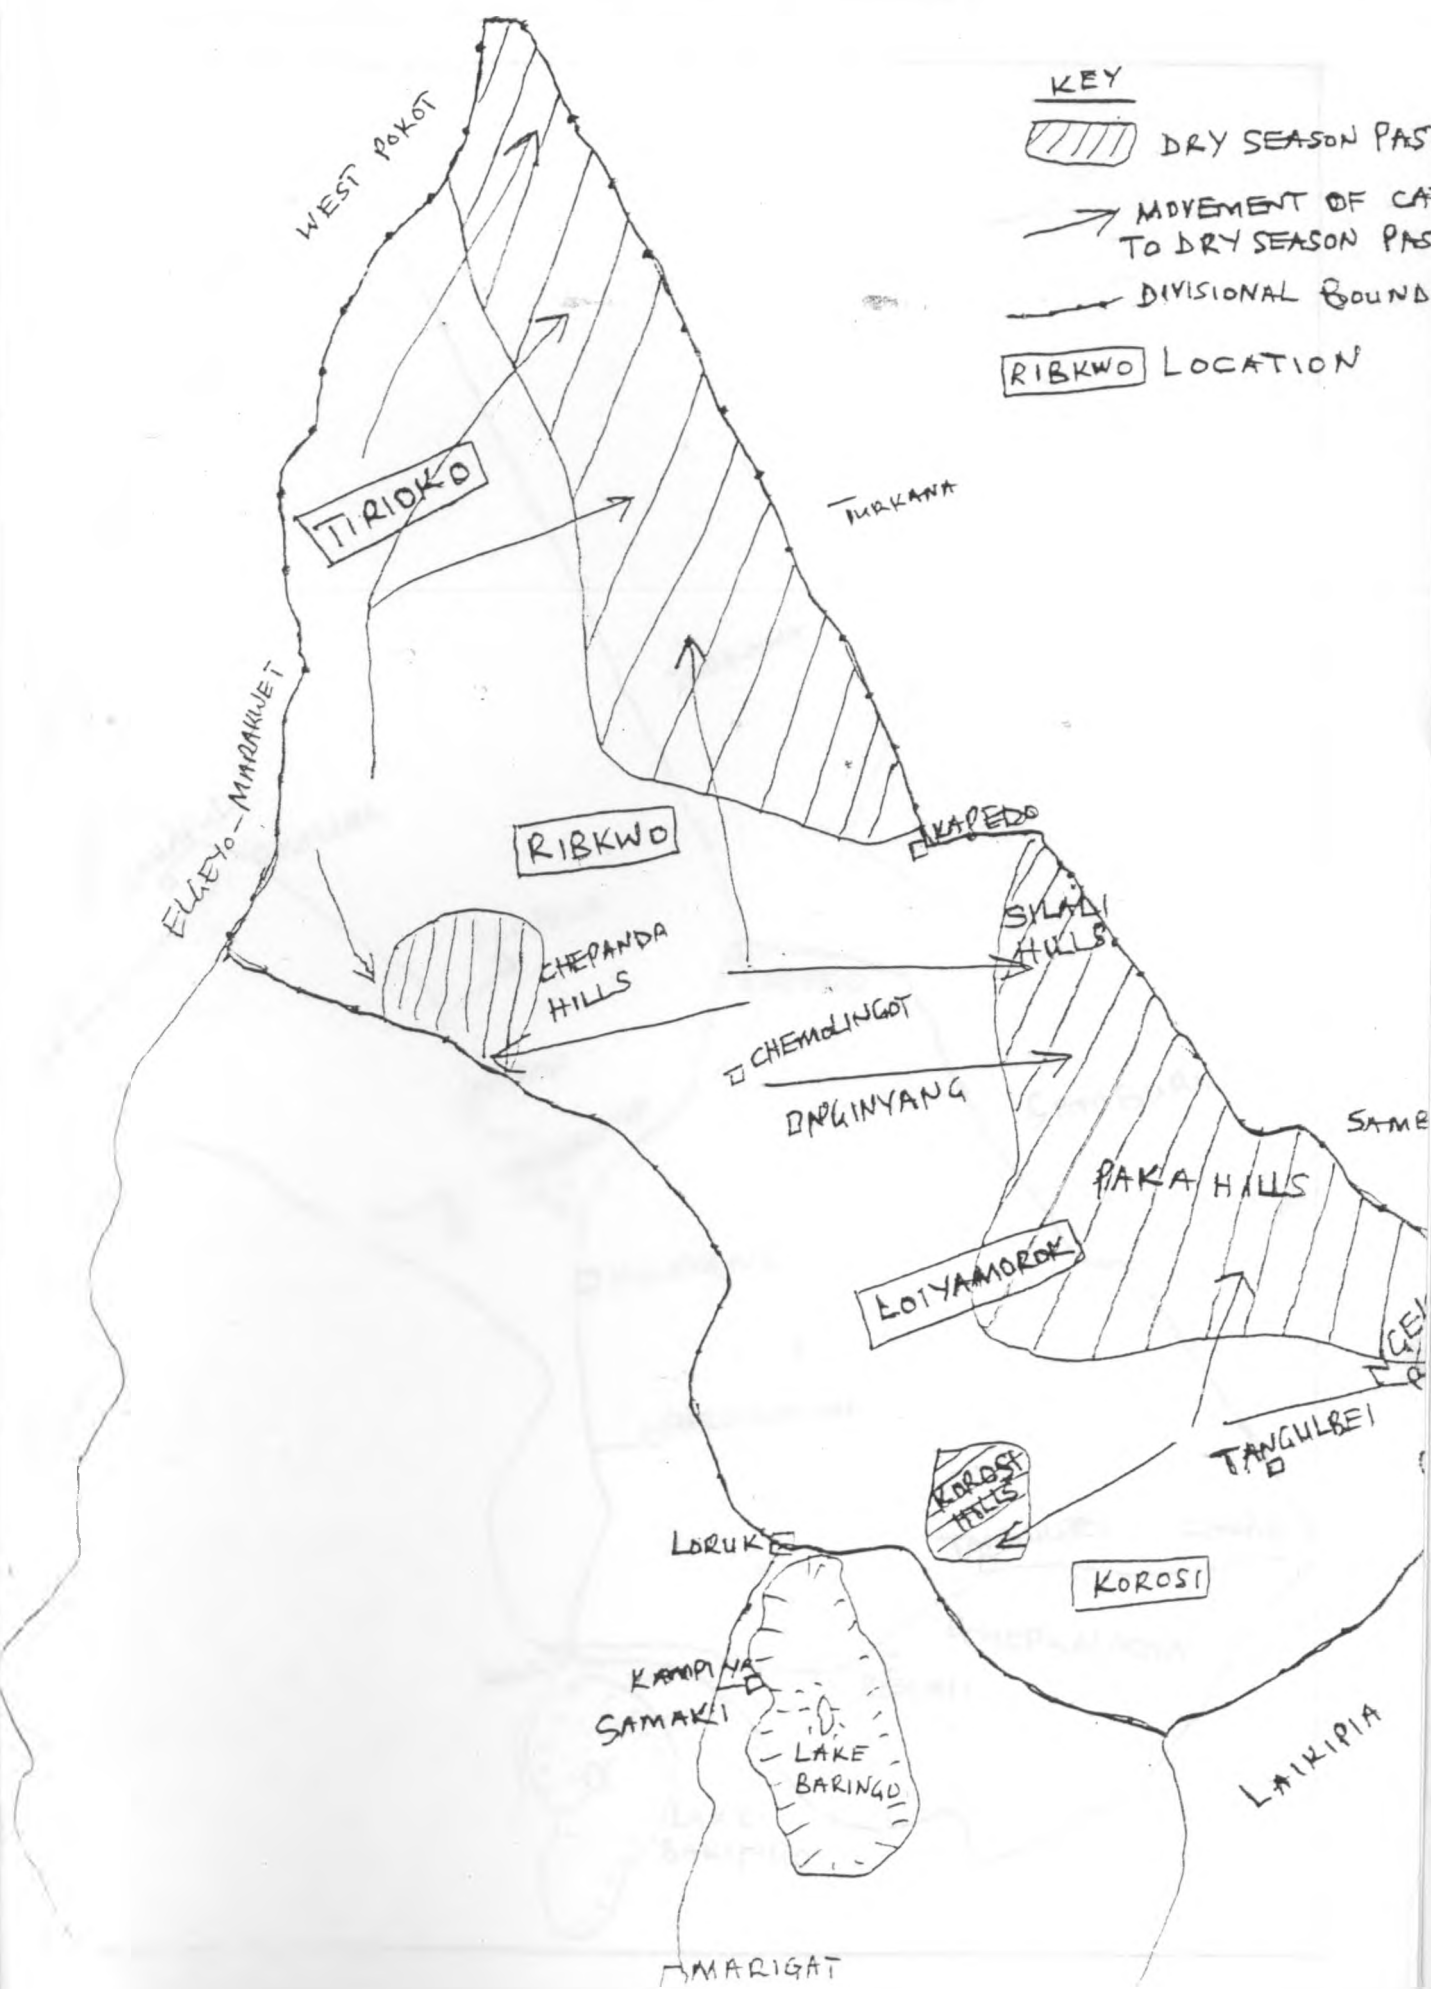 KEY
DRY SEASON PAS
MOVEMENT OF CA
TO DRY SEASON PAS
DIVISIONAL BOUND
RIBKWO LOCATION
WEST POKOT
TIRIOKO
TURKANA
ELGEYO-MARAKWET
RIBKWO
KAPEDO
SILALI
HILLS
CHEPANDA
HILLS
CHEMOLINGOT
NGINYANG
SAMB
PAKA HILLS
LOIYAMOROK
TANGULBEI
KOROSI
HILLS
LORUK
KOROSI
KAMPI YA
SAMAKI
LAKE
BARINGO
LAIKIPIA
MARIGAT